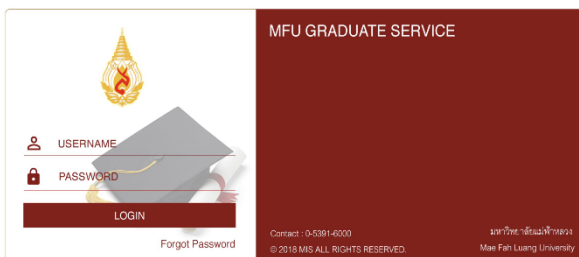 MFU GRADUATE SERVICE
USERNAME
PASSWORD
LOGIN
Forgot Password
Contact : 0-5391-6000
© 2018 MIS ALL RIGHTS RESERVED.
มหาวิทยาลัยแม่ฟ้าหลวง
Mae Fah Luang University